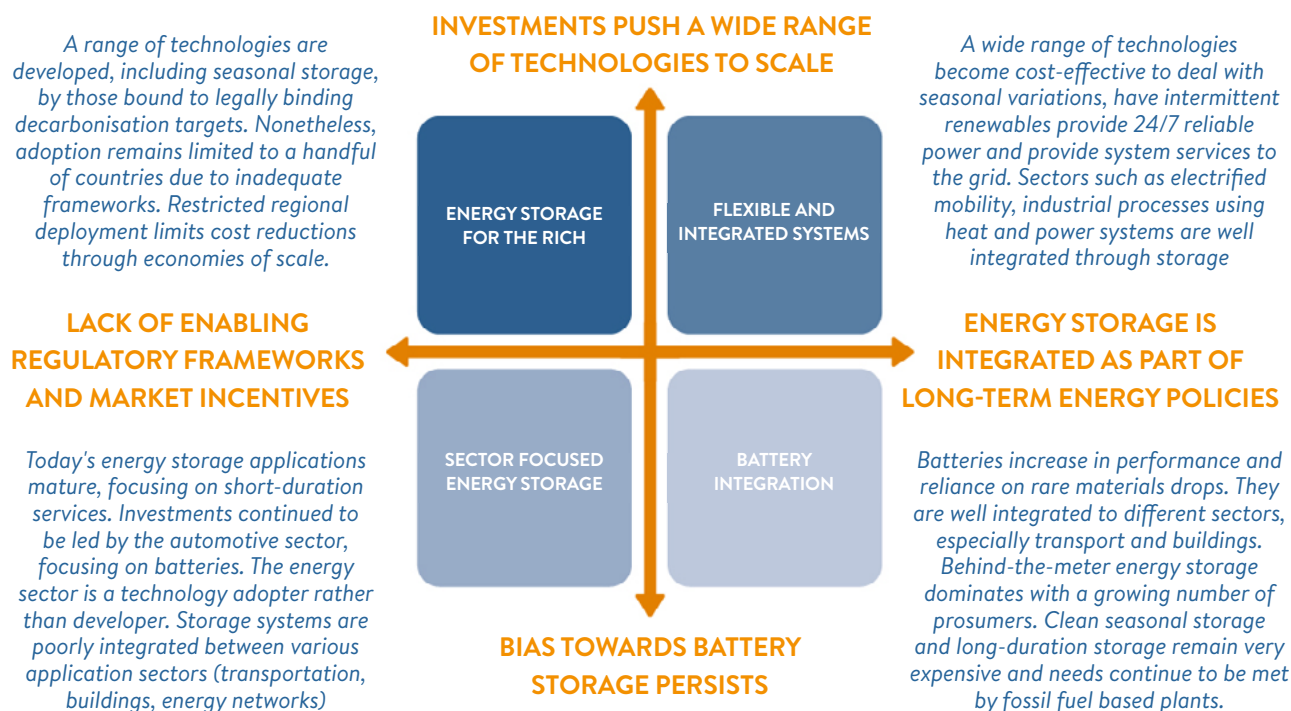 INVESTMENTS PUSH A WIDE RANGE
OF TECHNOLOGIES TO SCALE
A range of technologies are
developed, including seasonal storage,
by those bound to legally binding
decarbonisation targets. Nonetheless,
adoption remains limited to a handful
of countries due to inadequate
frameworks. Restricted regional
deployment limits cost reductions
through economies of scale.
ENERGY STORAGE
FOR THE RICH
FLEXIBLE AND
INTEGRATED SYSTEMS
A wide range of technologies
become cost-effective to deal with
seasonal variations, have intermittent
renewables provide 24/7 reliable
power and provide system services to
the grid. Sectors such as electrified
mobility, industrial processes using
heat and power systems are well
integrated through storage
LACK OF ENABLING
REGULATORY FRAMEWORKS
AND MARKET INCENTIVES
ENERGY STORAGE IS
INTEGRATED AS PART OF
LONG-TERM ENERGY POLICIES
Today's energy storage applications
mature, focusing on short-duration
services. Investments continued to
be led by the automotive sector,
focusing on batteries. The energy
sector is a technology adopter rather
than developer. Storage systems are
poorly integrated between various
application sectors (transportation,
buildings, energy networks)
SECTOR FOCUSED
ENERGY STORAGE
BATTERY
INTEGRATION
Batteries increase in performance and
reliance on rare materials drops. They
are well integrated to different sectors,
especially transport and buildings.
Behind-the-meter energy storage
dominates with a growing number of
prosumers. Clean seasonal storage
and long-duration storage remain very
expensive and needs continue to be met
by fossil fuel based plants.
BIAS TOWARDS BATTERY
STORAGE PERSISTS